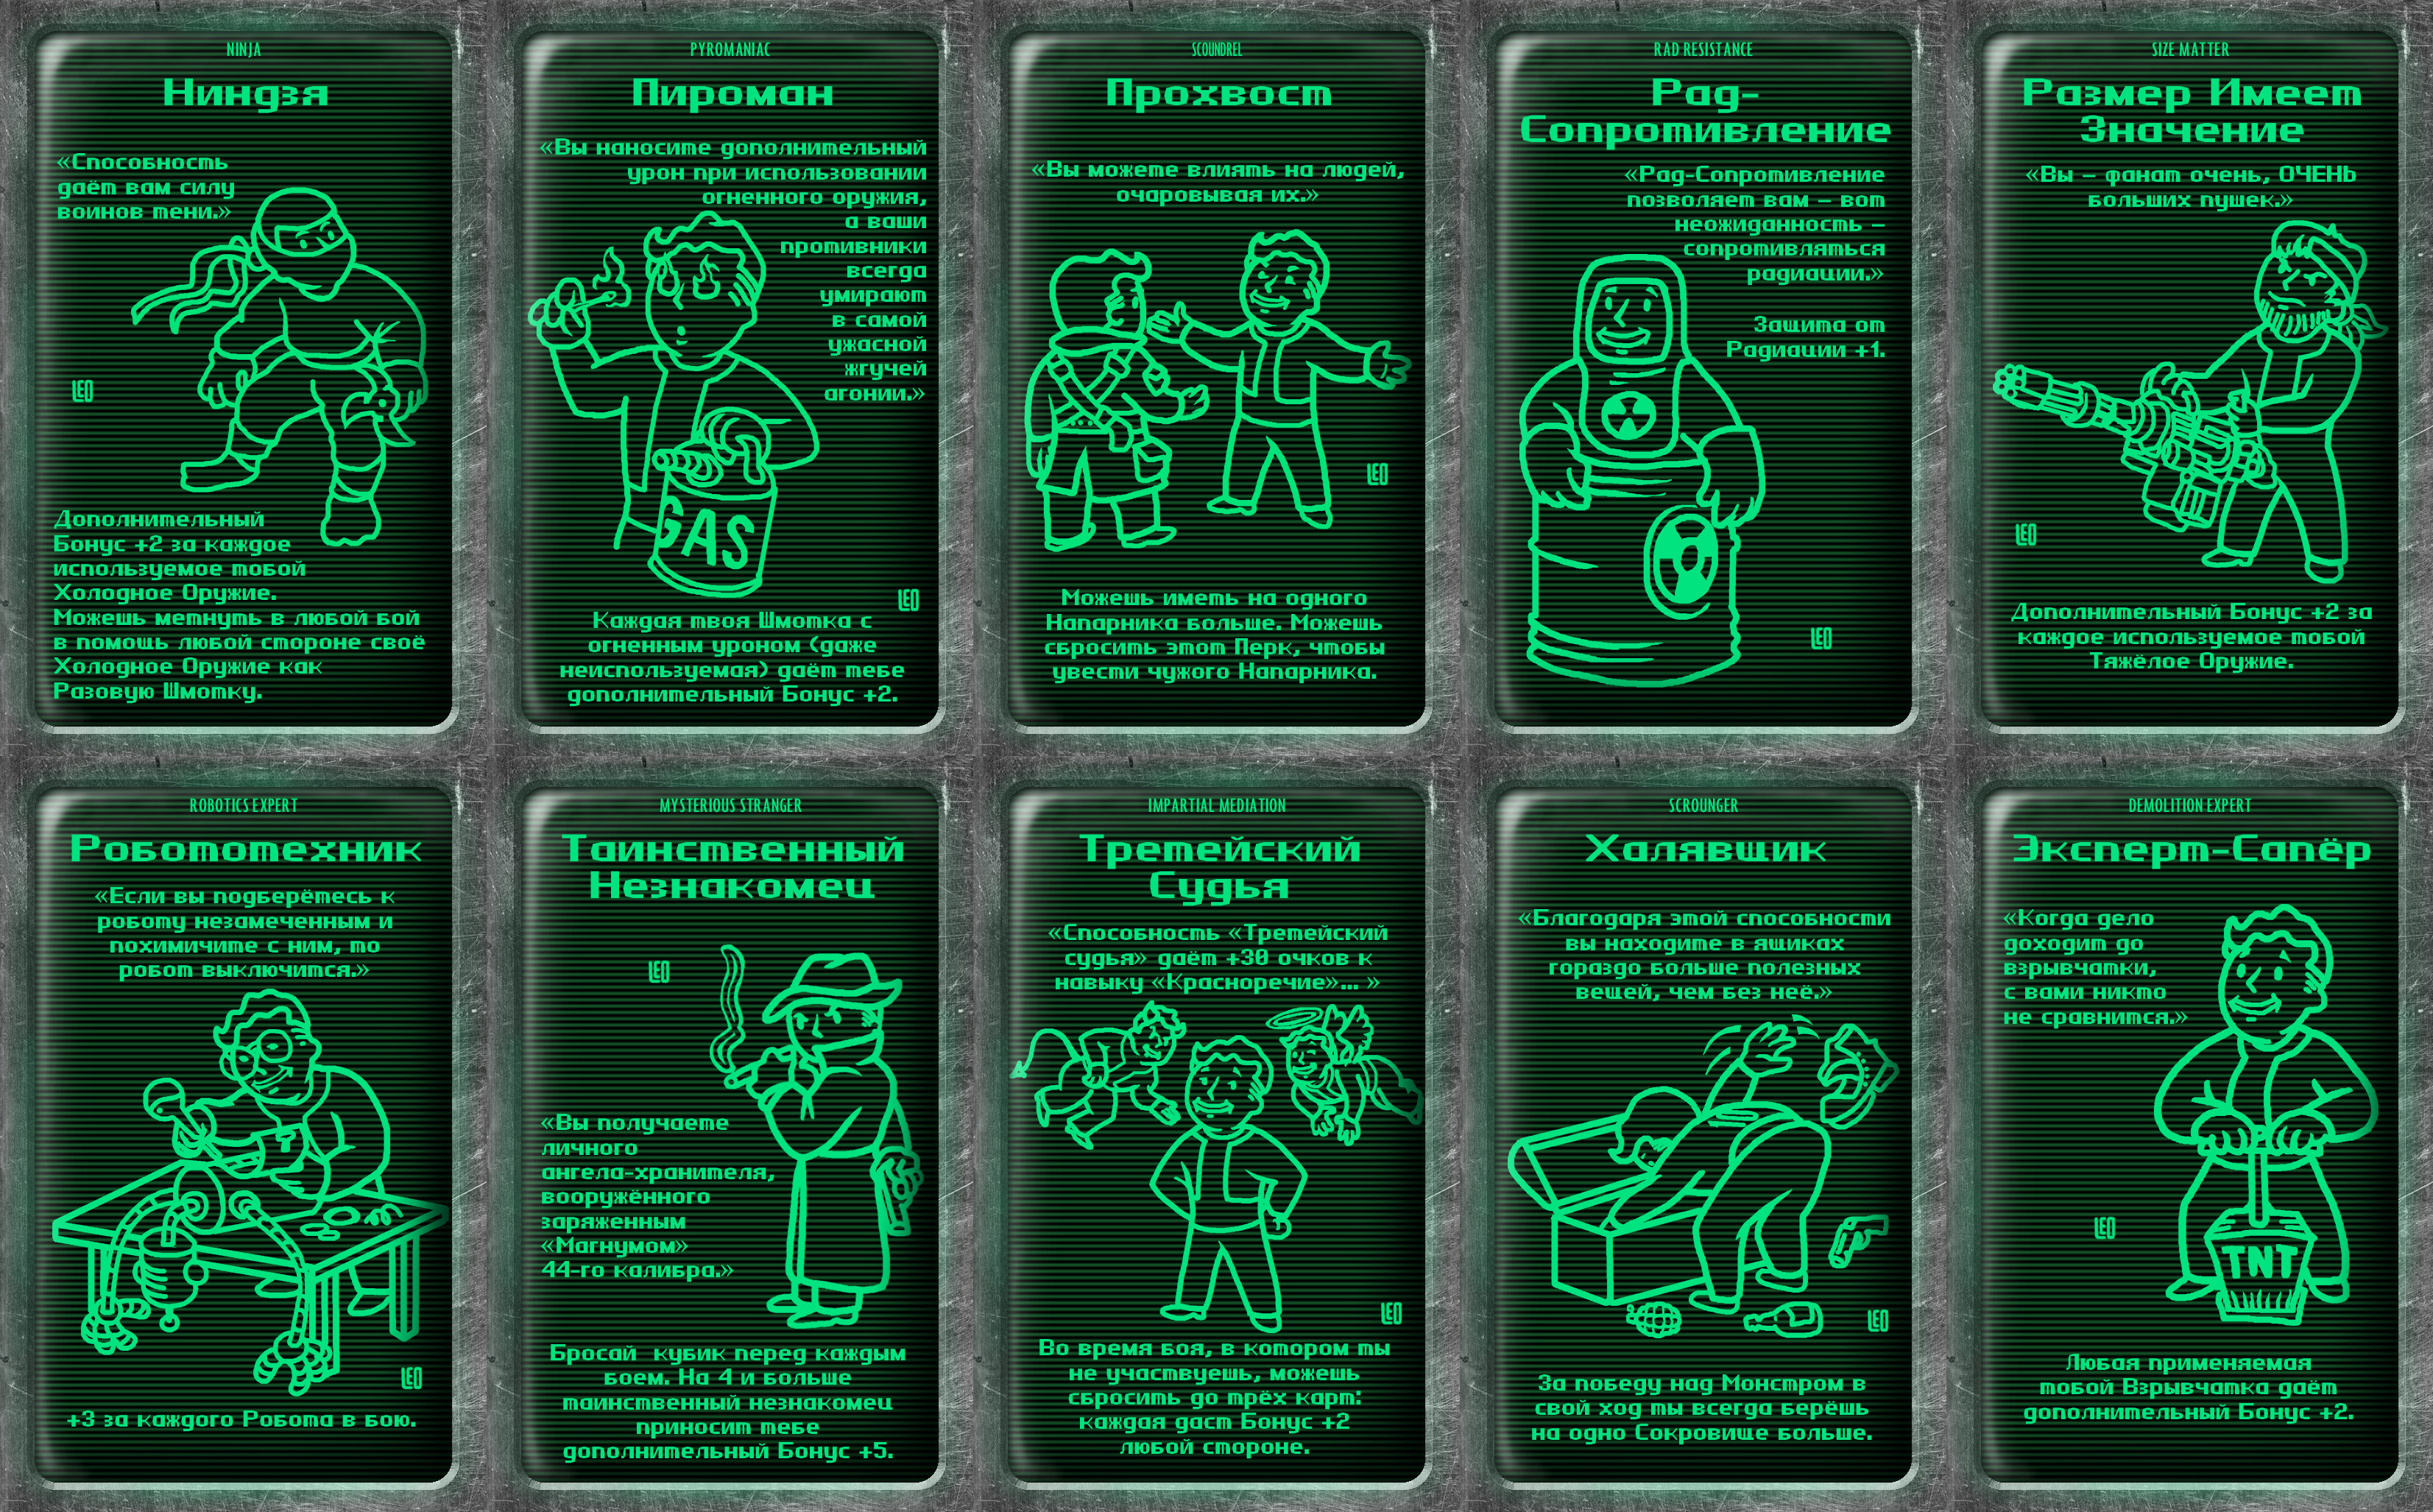 NINJA
Ниндзя
«Способность
даёт вам силу
воинов тени.»
LEO
Дополнительный
Бонус +2 за каждое
используемое тобой
Холодное Оружие.
Можешь метнуть в любой бой
в помощь любой стороне своё
Холодное Оружие как
Разовую Шмотку.
PYROMANIAC
Пироман
«Вы наносите дополнительный
урон при использовании
огненного оружия,
а ваши
противники
всегда
умирают
в самой
ужасной
жгучей
агонии.»
GAS
LEO
Каждая твоя Шмотка с
огненным уроном (даже
неиспользуемая) даёт тебе
дополнительный Бонус +2.
SCOUNDREL
Прохвост
«Вы можете влиять на людей,
очаровывая их.»
LEO
Можешь иметь на одного
Напарника больше. Можешь
сбросить этот Перк, чтобы
увести чужого Напарника.
RAD RESISTANCE
Рад-
Сопротивление
«Рад-Сопротивление
позволяет вам – вот
неожиданность –
сопротивляться
радиации.»
Защита от
Радиации +1.
LEO
SIZE MATTER
Размер Имеет
Значение
«Вы – фанат очень, ОЧЕНЬ
больших пушек.»
LEO
Дополнительный Бонус +2 за
каждое используемое тобой
Тяжёлое Оружие.
ROBOTICS EXPERT
Робототехник
«Если вы подберётесь к
роботу незамеченным и
похимичите с ним, то
робот выключится.»
LEO
+3 за каждого Робота в бою.
MYSTERIOUS STRANGER
Таинственный
Незнакомец
LEO
«Вы получаете
личного
ангела-хранителя,
вооружённого
заряженным
«Магнумом»
44-го калибра.»
Бросай кубик перед каждым
боем. На 4 и больше
таинственный незнакомец
приносит тебе
дополнительный Бонус +5.
IMPARTIAL MEDIATION
Третейский
Судья
«Способность «Третейский
судья» даёт +30 очков к
навыку «Красноречие»... »
LEO
Во время боя, в котором ты
не участвуешь, можешь
сбросить до трёх карт:
каждая даст Бонус +2
любой стороне.
SCROUNGER
Халявщик
«Благодаря этой способности
вы находите в ящиках
гораздо больше полезных
вещей, чем без неё.»
LEO
За победу над Монстром в
свой ход ты всегда берёшь
на одно Сокровище больше.
DEMOLITION EXPERT
Эксперт-Сапёр
«Когда дело
доходит до
взрывчатки,
с вами никто
не сравнится.»
LEO
TNT
Любая применяемая
тобой Взрывчатка даёт
дополнительный Бонус +2.